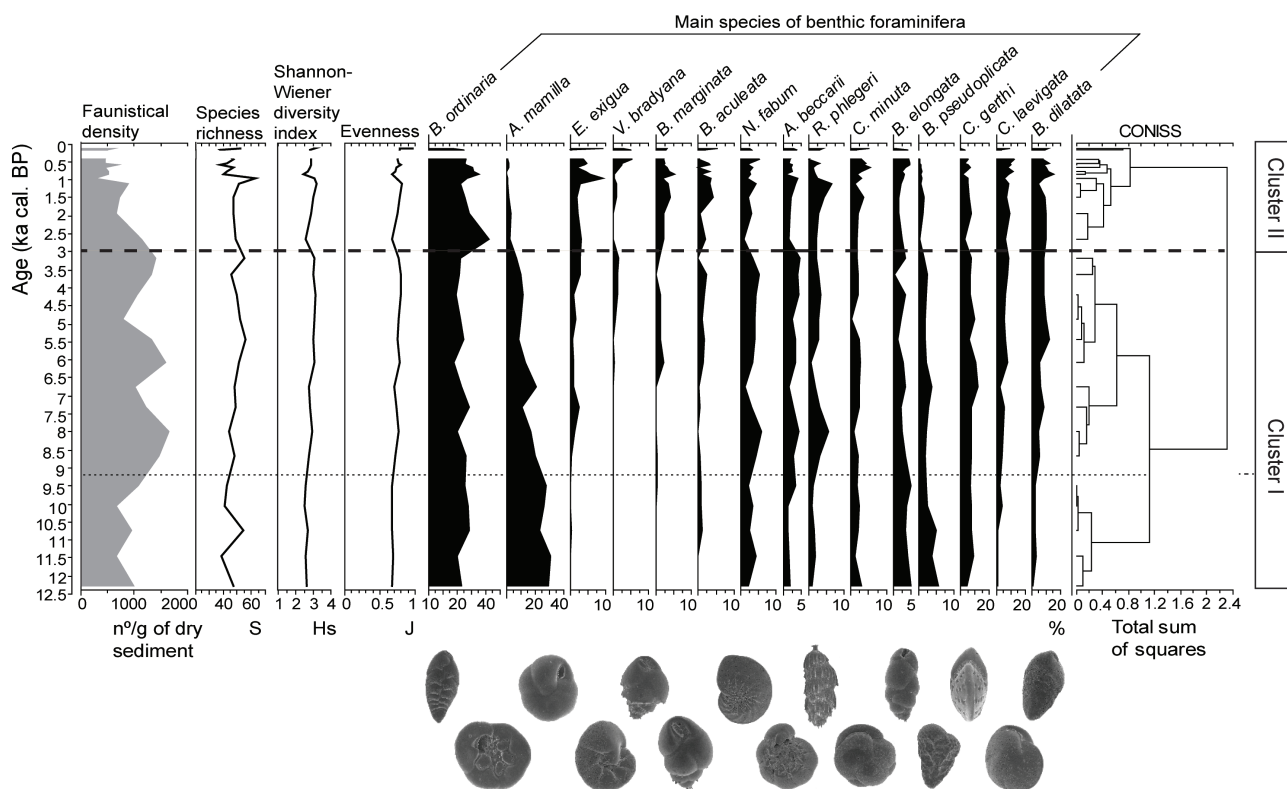 Main species of benthic foraminifera
Faunistical
density
Species
richness
Shannon-
Wiener
diversity
index
Evenness
B. ordinaria
A. mamilla
E. exigua
V. bradyana
B. marginata
B. aculeata
N. fabum
A. beccarii
R. phlegeri
C. minuta
B. elongata
B. pseudoplicata
C. gerthi
C. laevigata
B. dilatata
CONISS
Age (ka cal. BP)
0
0.5
1
1.5
2
2.5
3
3.5
4.5
5
5.5
6
6.5
7.5
8
8.5
9
9.5
10
10.5
11.5
12
12.5
Cluster II
Cluster I
0 1000 2000
40 60
1 2 3 4
0 0.5 1
10 20 40
20 40
10
10
10
10
10
5
10
10
5
10
20
20
20
0 0.4 0.8 1.2 1.6 2 2.4
nº/g of dry
sediment
S
Hs
J
%
Total sum
of squares